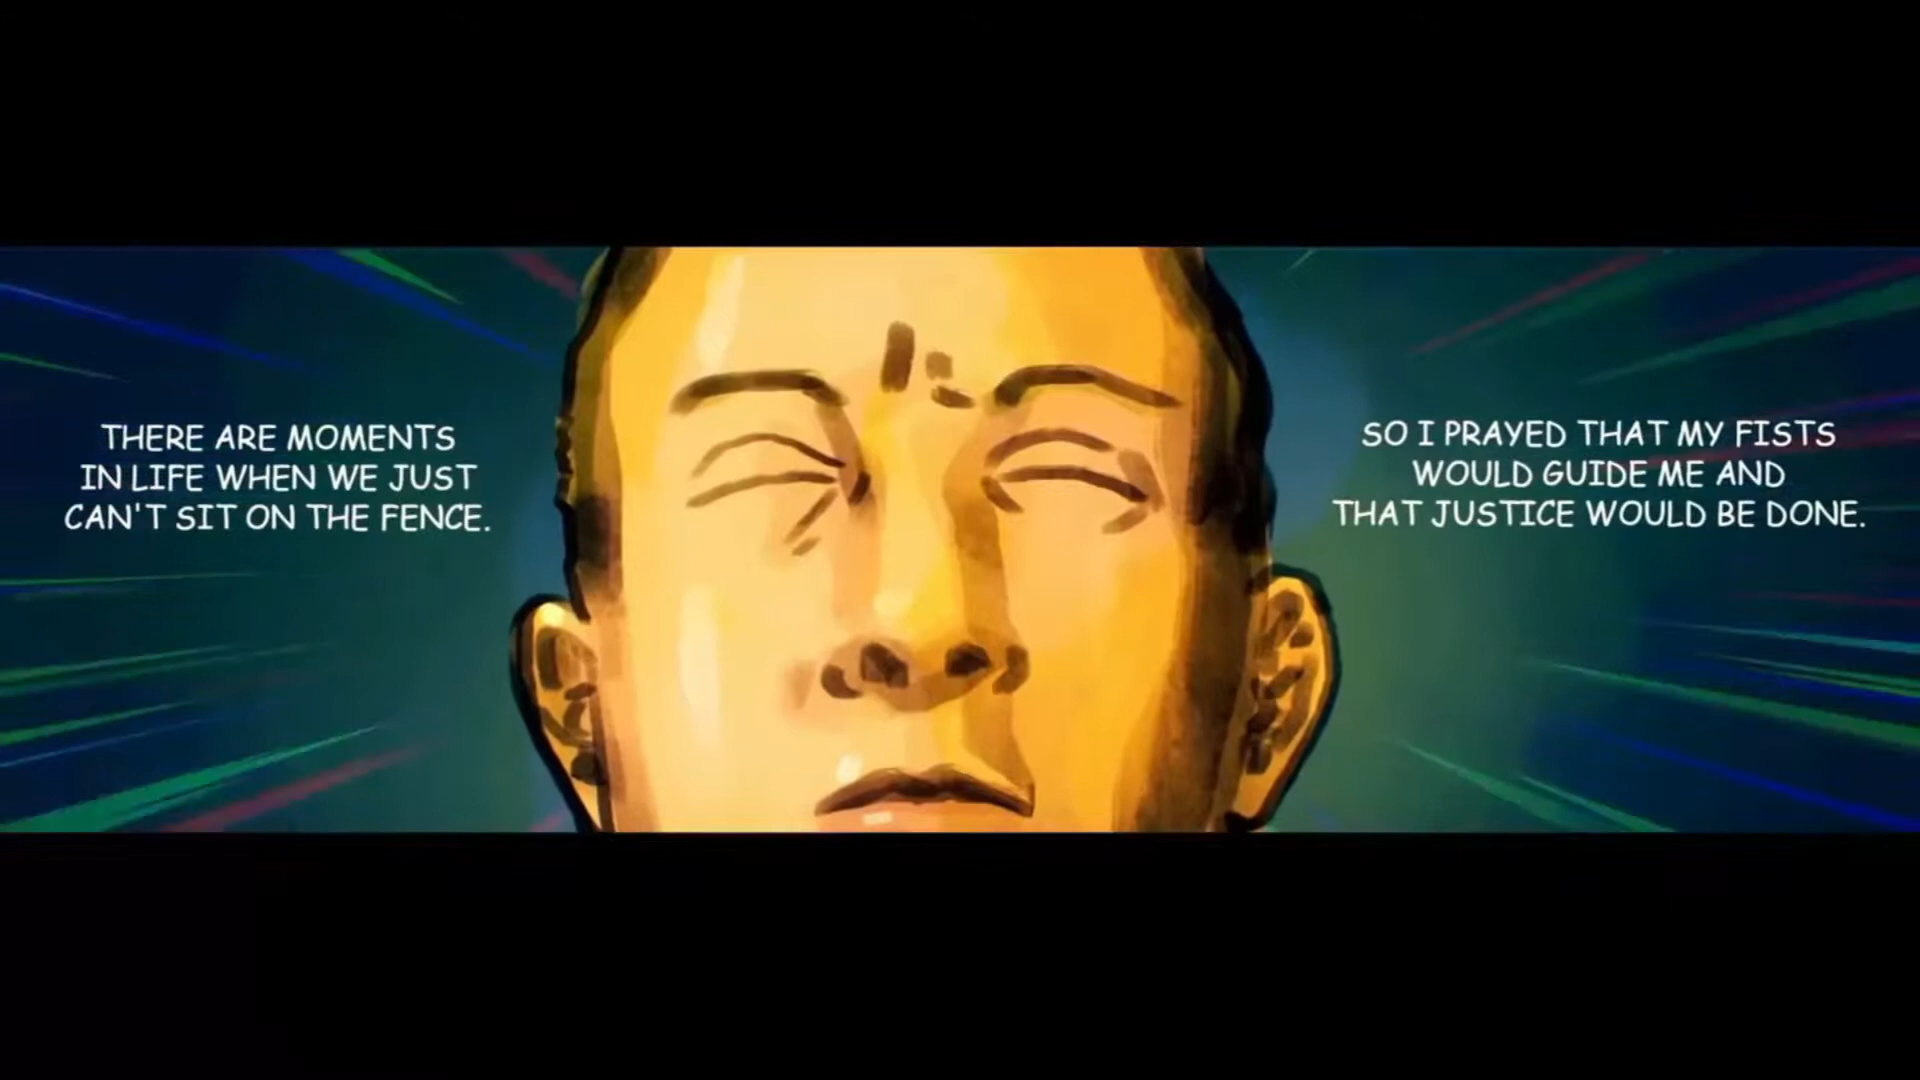 THERE ARE MOMENTS
IN LIFE WHEN WE JUST
CAN'T SIT ON THE FENCE.
SO I PRAYED THAT MY FISTS
WOULD GUIDE ME AND
THAT JUSTICE WOULD BE DONE.